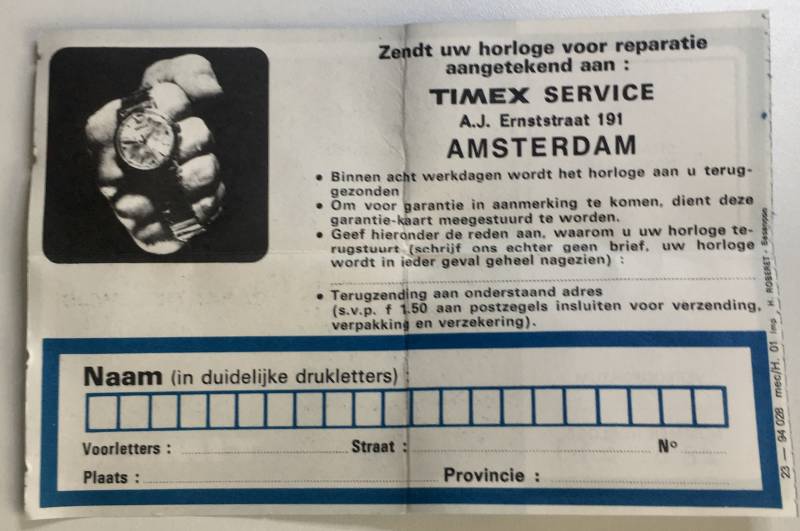 Zendt uw horloge voor reparatie
aangetekend aan :
TIMEX SERVICE
A.J. Ernststraat 191
AMSTERDAM
• Binnen acht werkdagen wordt het horloge aan u terug-
gezonden
• Om voor garantie in aanmerking te komen, dient deze
garantie-kaart meegestuurd te worden.
• Geef hieronder de reden aan, waarom u uw horloge te-
rugstuurt (schrijf ons echter geen brief, uw horloge
wordt in ieder geval geheel nagezien) :
• Terugzending aan onderstaand adres
(s.v.p. f 1.50 aan postzegels insluiten voor verzending,
verpakking en verzekering).
Naam (in duidelijke drukletters) :
Voorletters : Straat : Nº
Plaats : Provincie :
23 — 94 028 mec/H. 01 Imp. H. ROBERET -